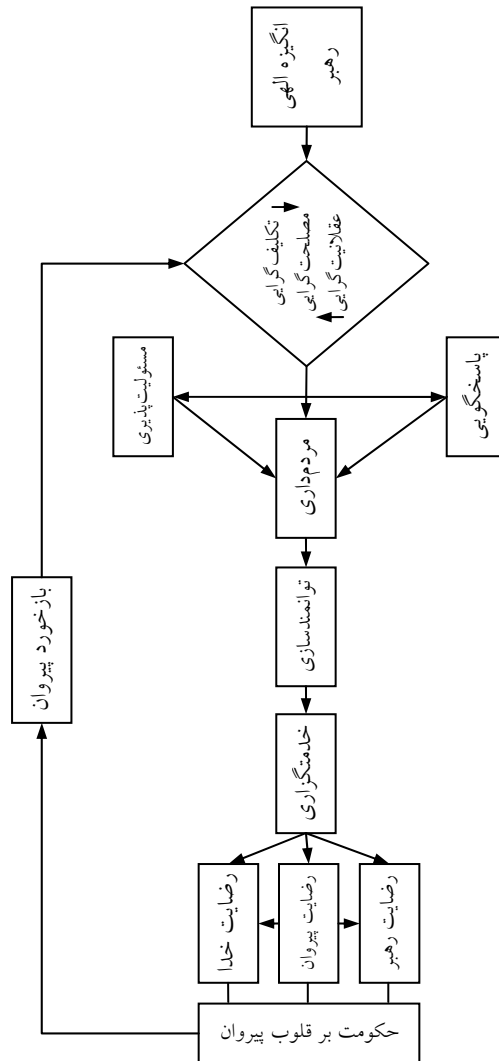 رهبر
انگیزه الهی
عقلانیت‌گرایی
مصلحت‌گرایی
تکلیف‌گرایی
پاسخگویی
مسئولیت‌پذیری
مردم‌داری
توانمندسازی
خدمتگزاری
رضایت رهبر
رضایت پیروان
رضایت خدا
حکومت بر قلوب پیروان
بازخورد پیروان